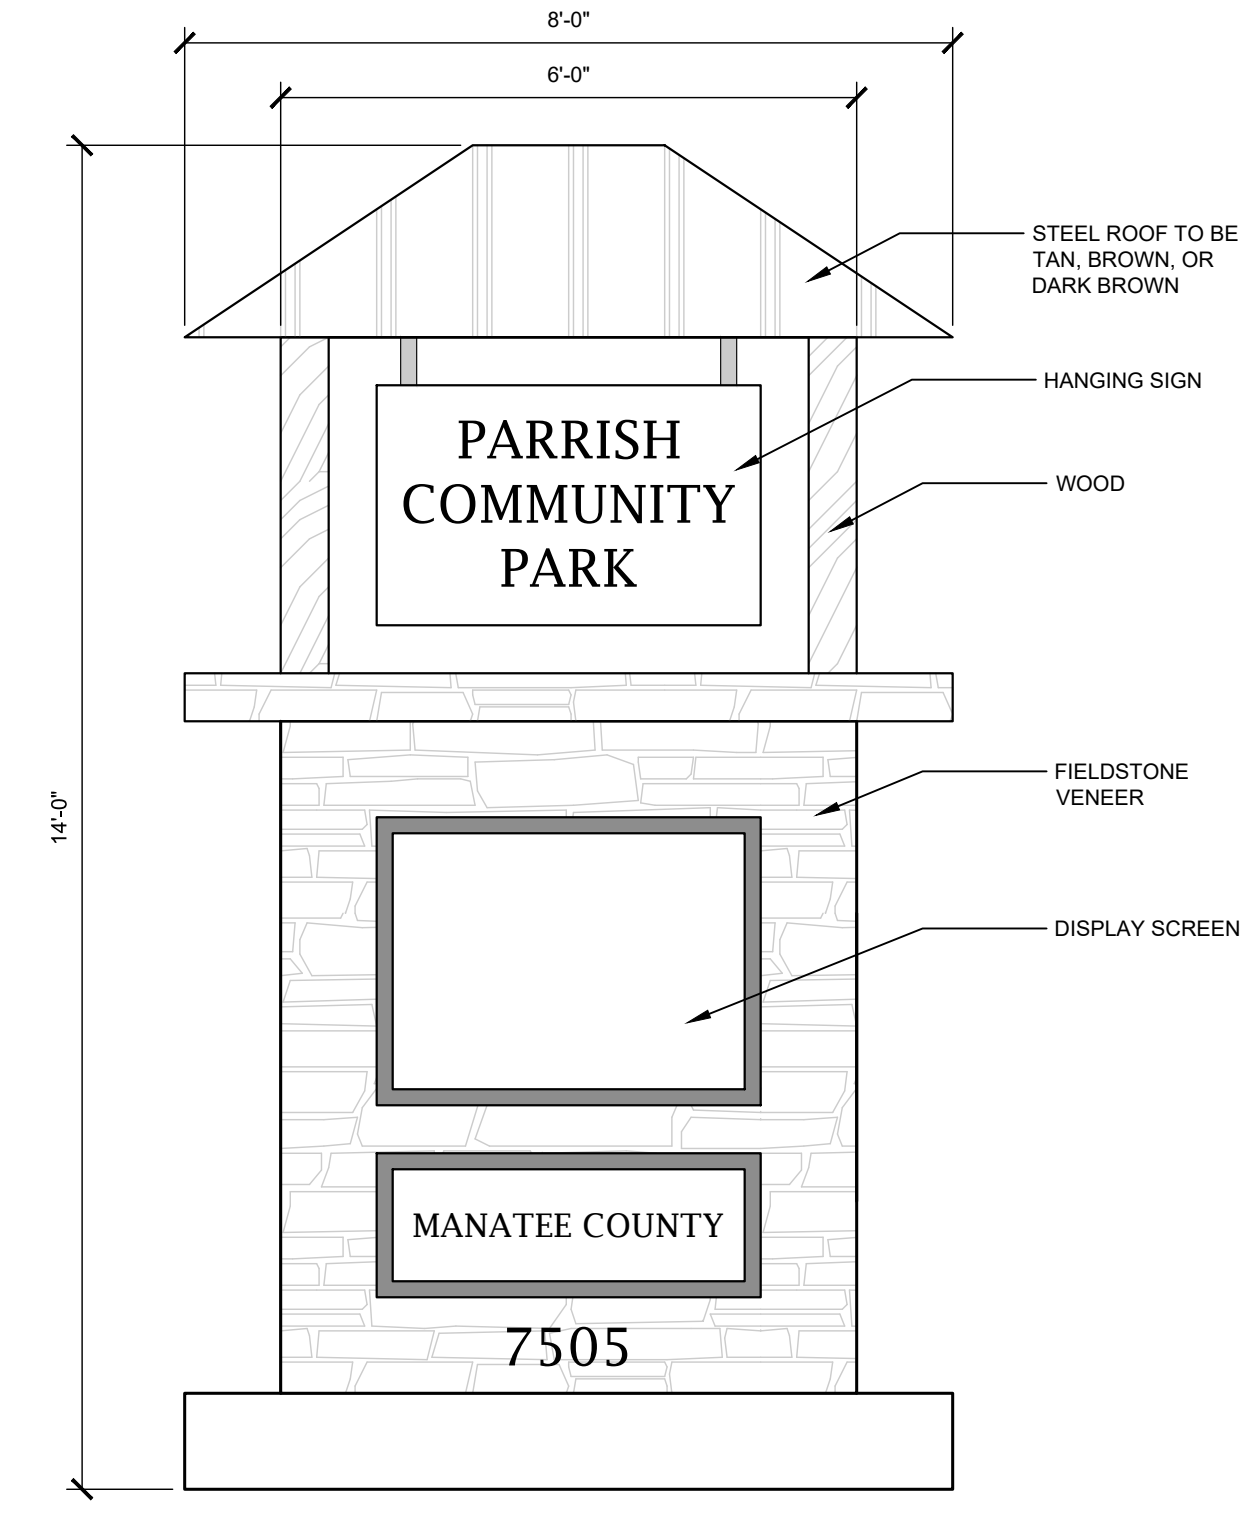 8'-0"
6'-0"
STEEL ROOF TO BE
TAN, BROWN, OR
DARK BROWN
HANGING SIGN
PARRISH
COMMUNITY
PARK
WOOD
FIELDSTONE
VENEER
14'-0"
DISPLAY SCREEN
MANATEE COUNTY
7505